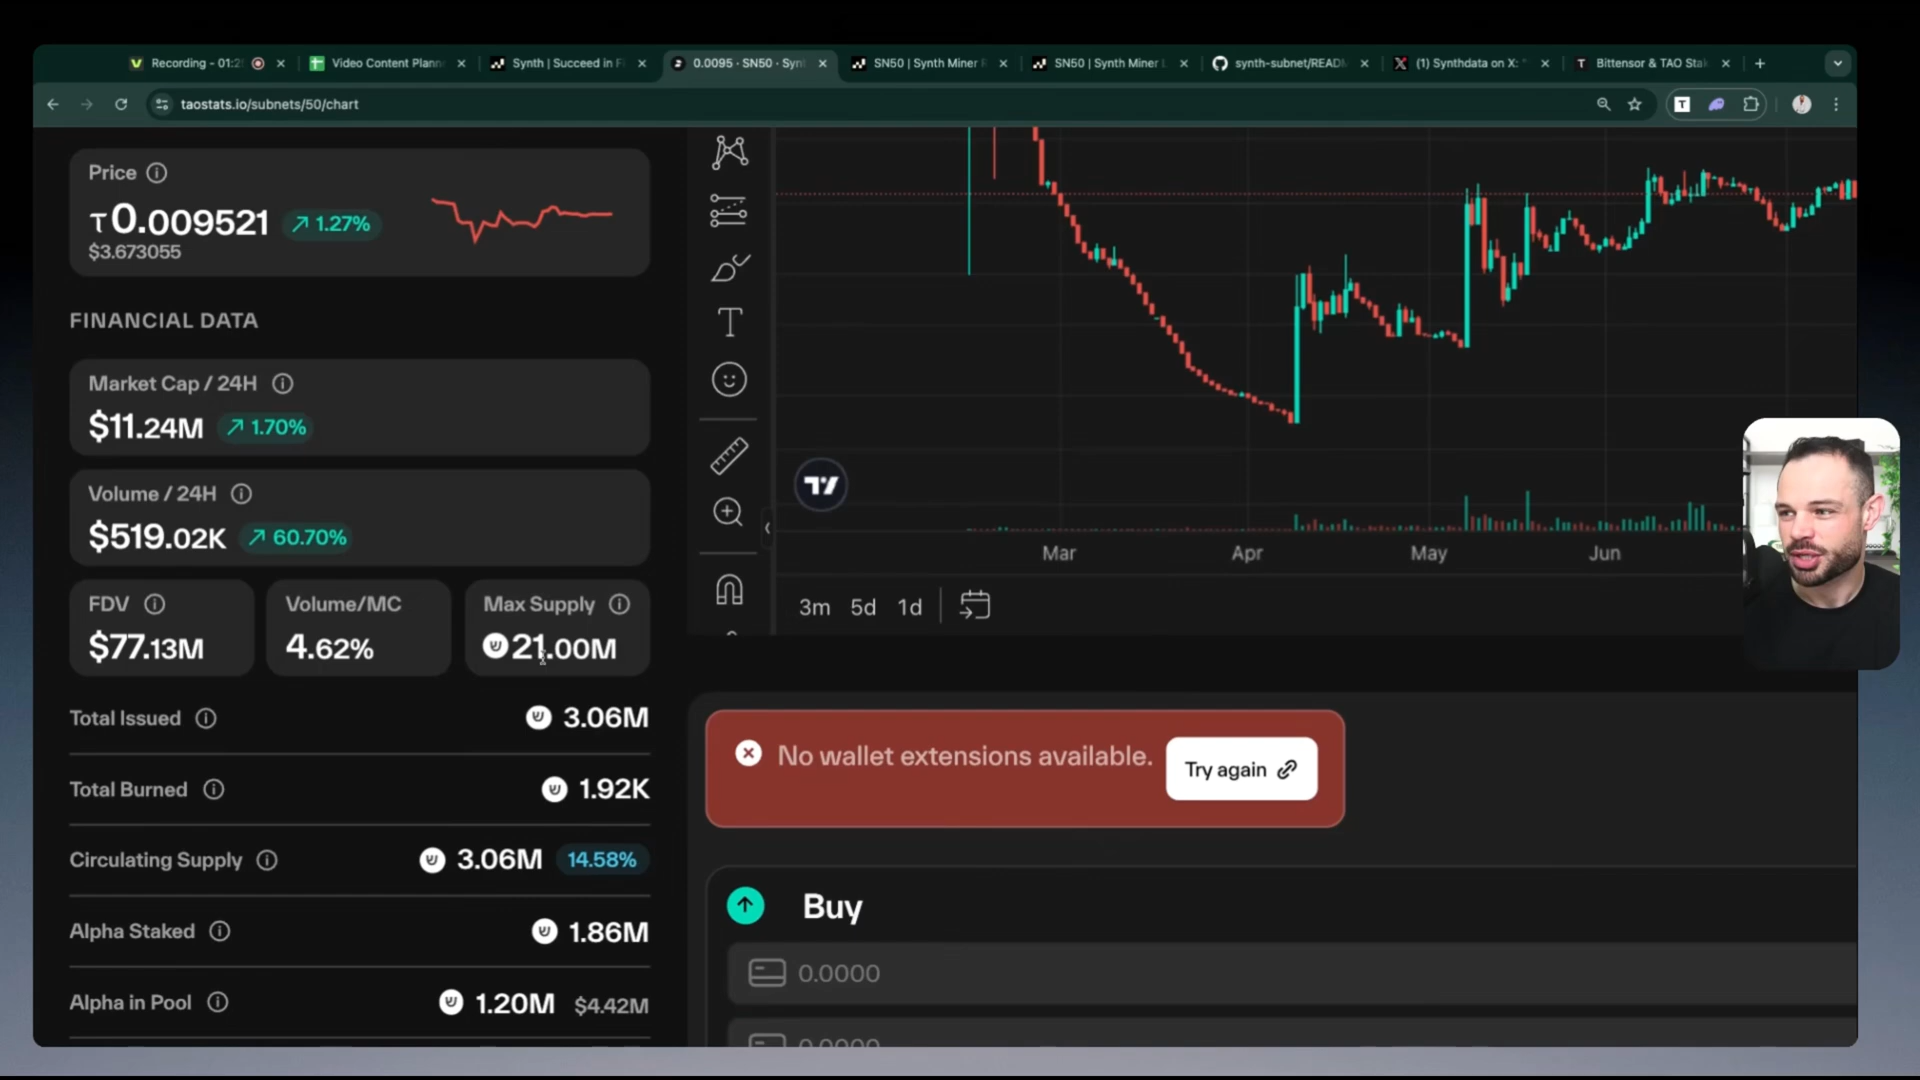 Recording - 01:2
Video Content Plann
Synth | Succeed in F
0.0095 · SN50 · Syn
SN50 | Synth Miner
SN50 | Synth Miner
synth-subnet/READ
(1) Synthdata on X: "
Bittensor & TAO Sta
taostats.io/subnets/50/chart
Price
τ0.009521
1.27%
$3.673055
FINANCIAL DATA
Market Cap / 24H
$11.24M
1.70%
Volume / 24H
$519.02K
60.70%
FDV
$77.13M
Volume/MC
4.62%
Max Supply
21.00M
Total Issued
3.06M
Total Burned
1.92K
Circulating Supply
3.06M
14.58%
Alpha Staked
1.86M
Alpha in Pool
1.20M
$4.42M
Mar
Apr
May
Jun
3m
5d
1d
No wallet extensions available.
Try again
Buy
0.0000
0.0000